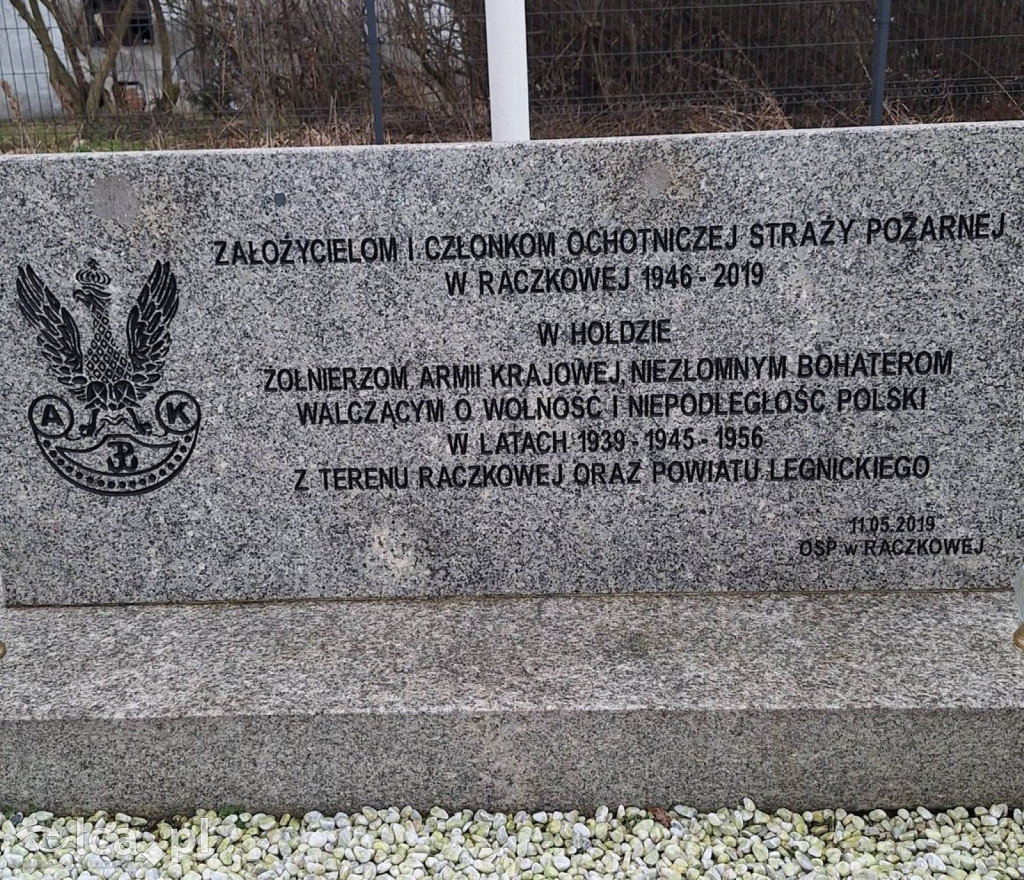 ZAŁOŻYCIELOM I CZŁONKOM OCHOTNICZEJ STRAŻY POŻARNEJ
W RACZKOWEJ 1946 - 2019
W HOŁDZIE
ŻOŁNIERZOM ARMII KRAJOWEJ, NIEZŁOMNYM BOHATEROM
WALCZĄCYM O WOLNOŚĆ I NIEPODLEGŁOŚĆ POLSKI
W LATACH 1939 - 1945 - 1956
Z TERENU RACZKOWEJ ORAZ POWIATU LEGNICKIEGO
11.05.2019
OSP w RACZKOWEJ
A K
PW